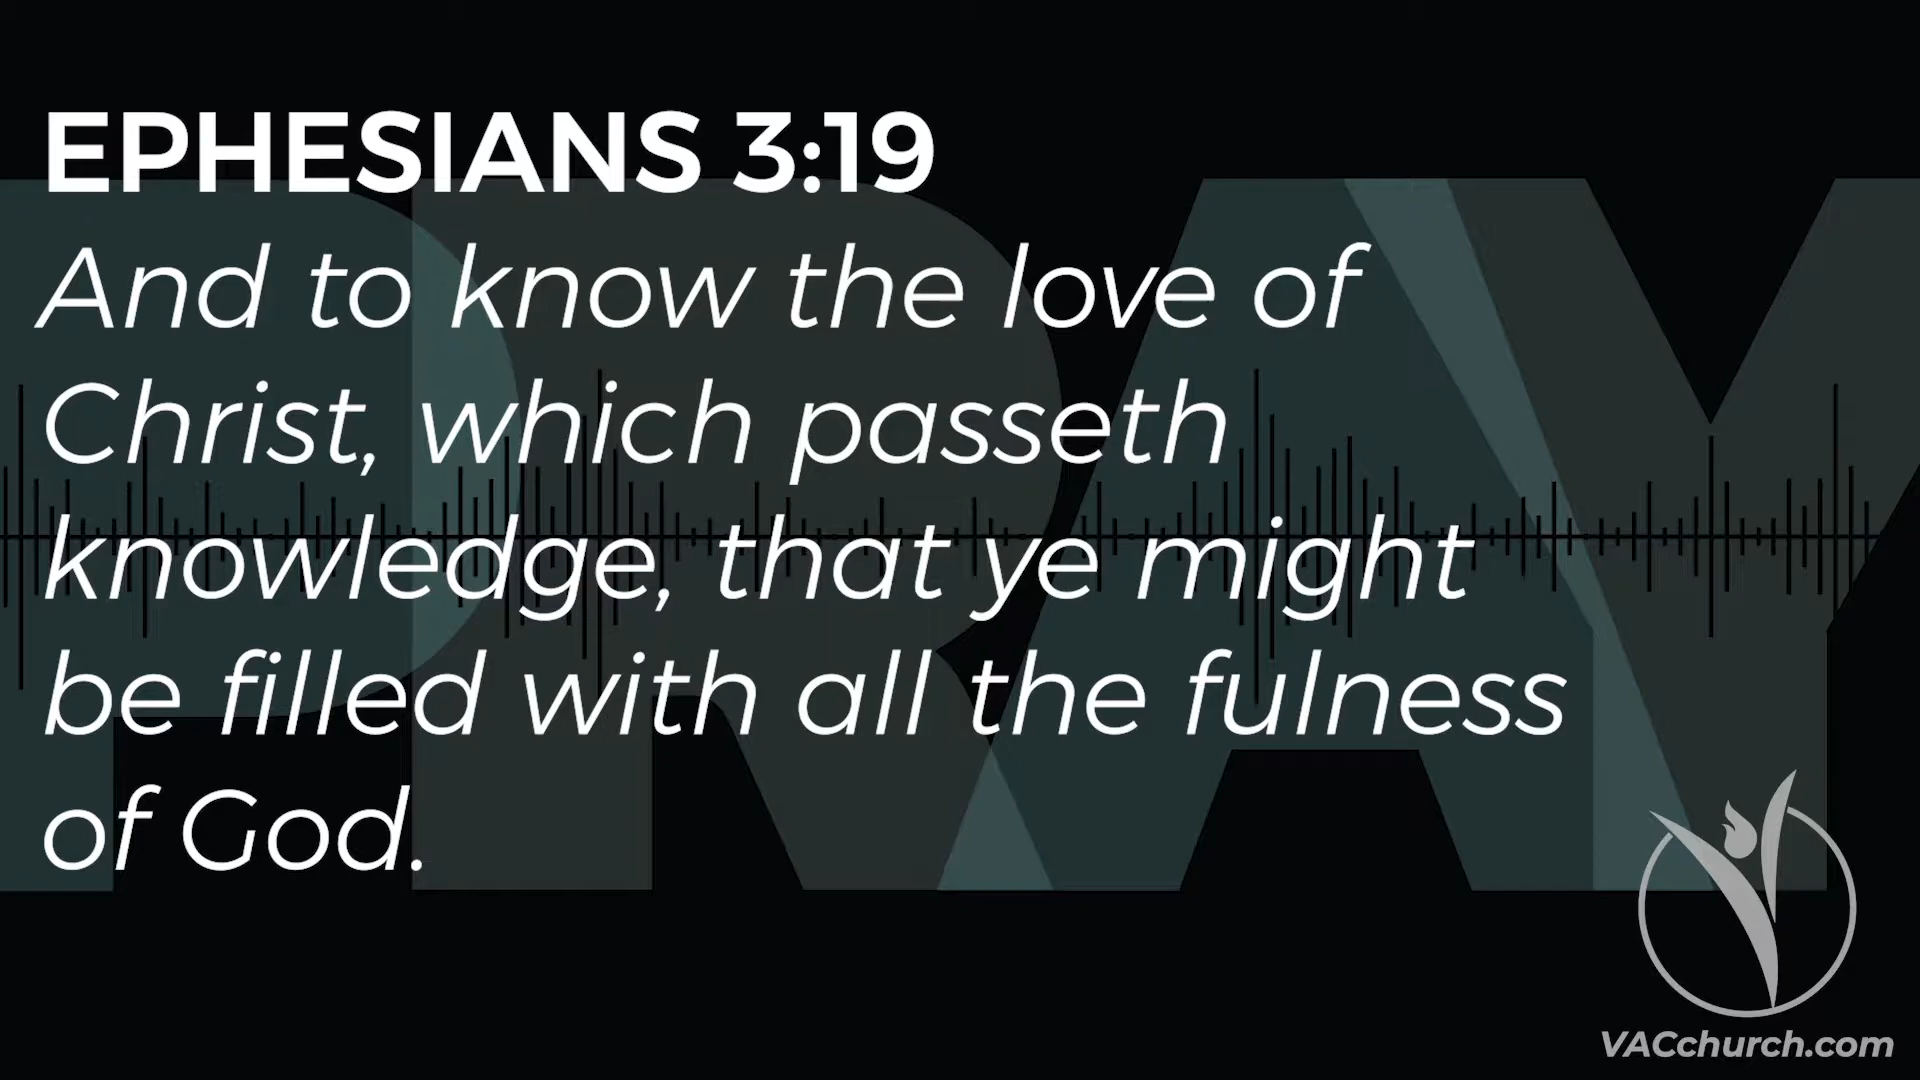 EPHESIANS 3:19
And to know the love of
Christ, which passeth
knowledge, that ye might
be filled with all the fulness
of God.
PRAY
VACchurch.com